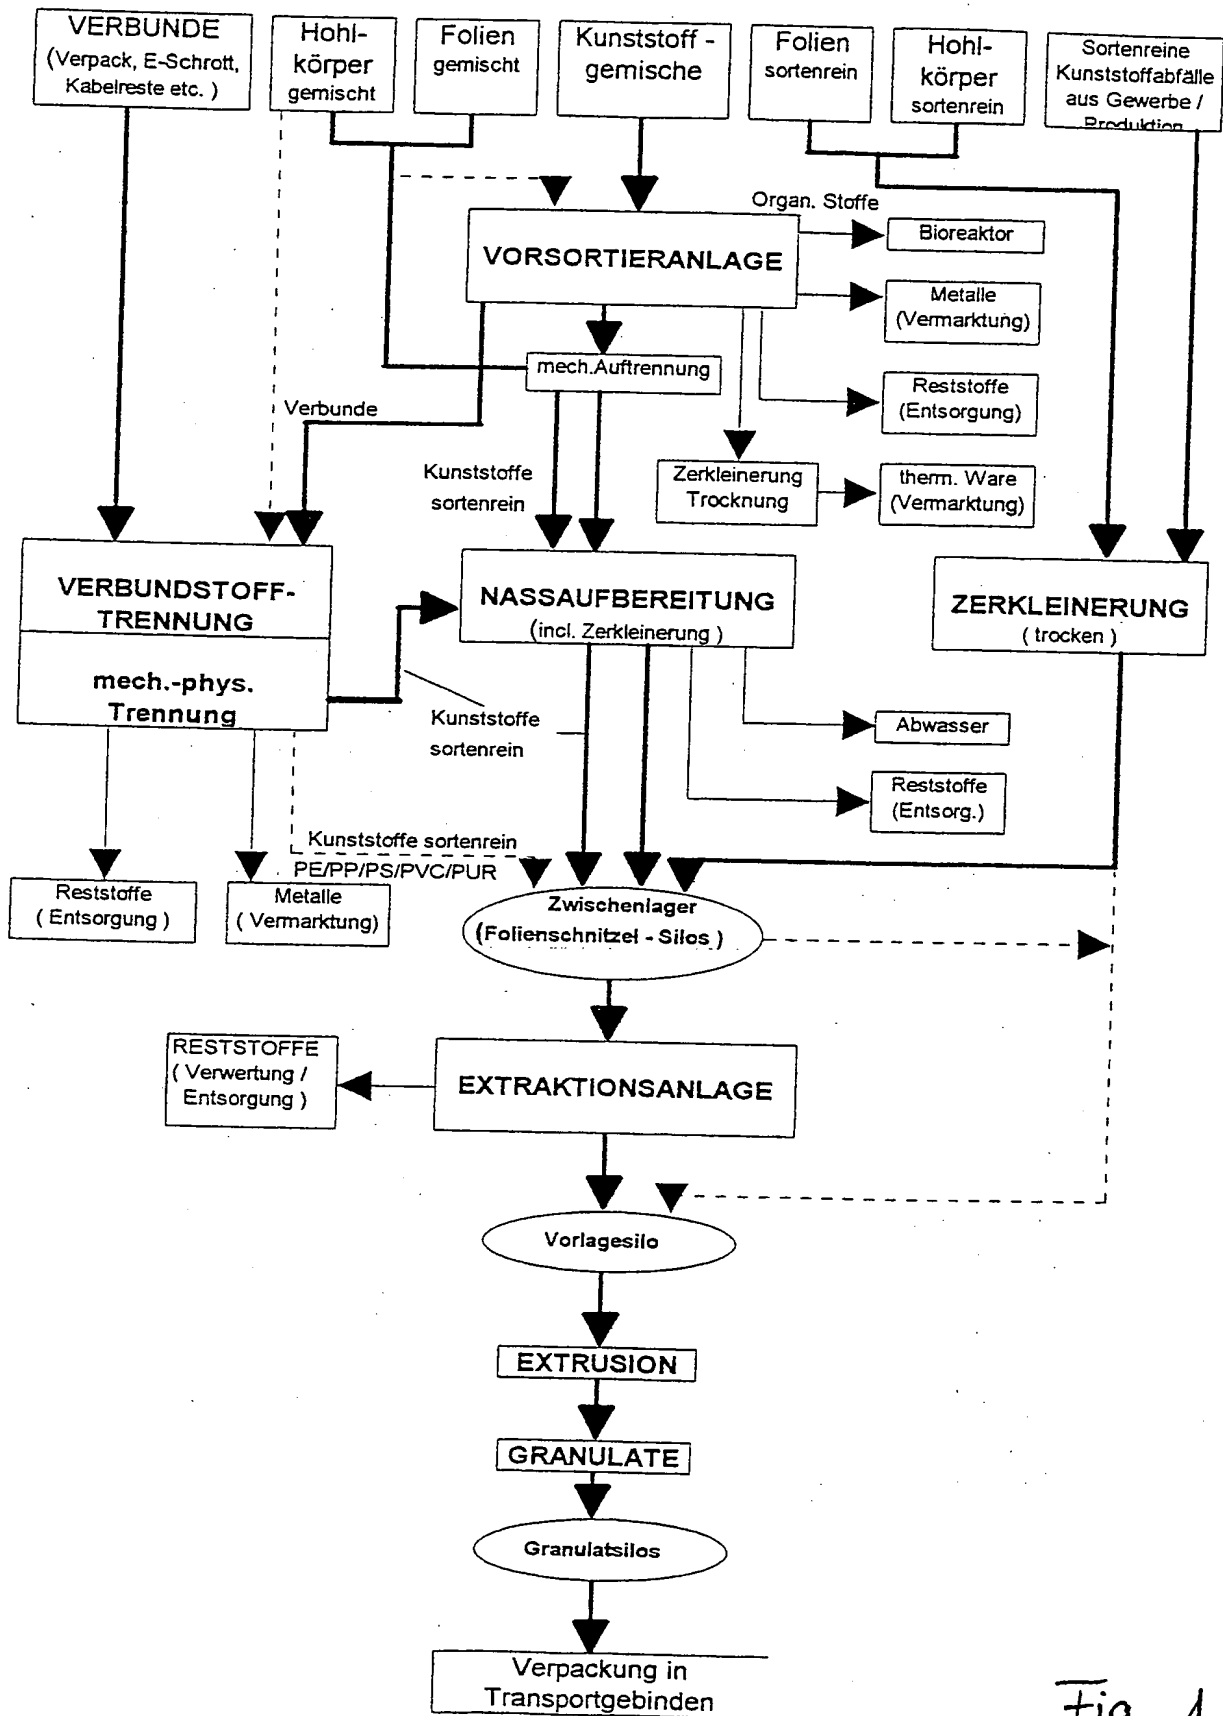 VERBUNDE
(Verpack, E-Schrott,
Kabelreste etc. )
Hohl-
körper
gemischt
Folien
gemischt
Kunststoff -
gemische
Folien
sortenrein
Hohl-
körper
sortenrein
Sortenreine
Kunststoffabfälle
aus Gewerbe /
Produktion
Organ. Stoffe
VORSORTIERANLAGE
Bioreaktor
Metalle
(Vermarktung)
mech.Auftrennung
Reststoffe
(Entsorgung)
Verbunde
Kunststoffe
sortenrein
Zerkleinerung
Trocknung
therm. Ware
(Vermarktung)
VERBUNDSTOFF-
TRENNUNG
mech.-phys.
Trennung
NASSAUFBEREITUNG
(incl. Zerkleinerung )
ZERKLEINERUNG
( trocken )
Kunststoffe
sortenrein
Abwasser
Reststoffe
(Entsorg.)
Kunststoffe sortenrein
PE/PP/PS/PVC/PUR
Reststoffe
( Entsorgung )
Metalle
( Vermarktung)
Zwischenlager
(Folienschnitzel - Silos )
RESTSTOFFE
( Verwertung /
Entsorgung )
EXTRAKTIONSANLAGE
Vorlagesilo
EXTRUSION
GRANULATE
Granulatsilos
Verpackung in
Transportgebinden
Fig. 1